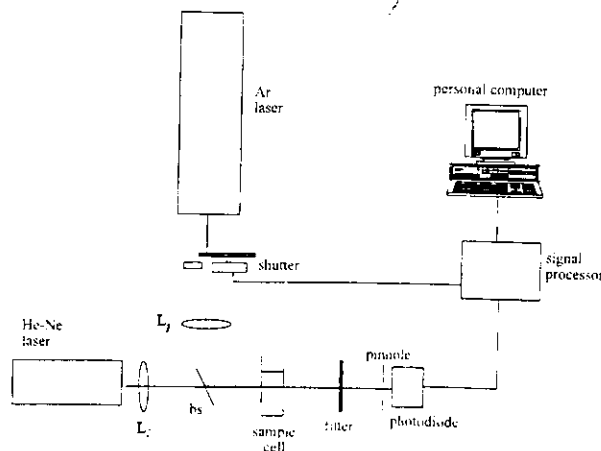 Ar
laser
personal computer
shutter
signal
processor
L₁
He-Ne
laser
pinhole
bs
L₂
sample
cell
filter
photodiode